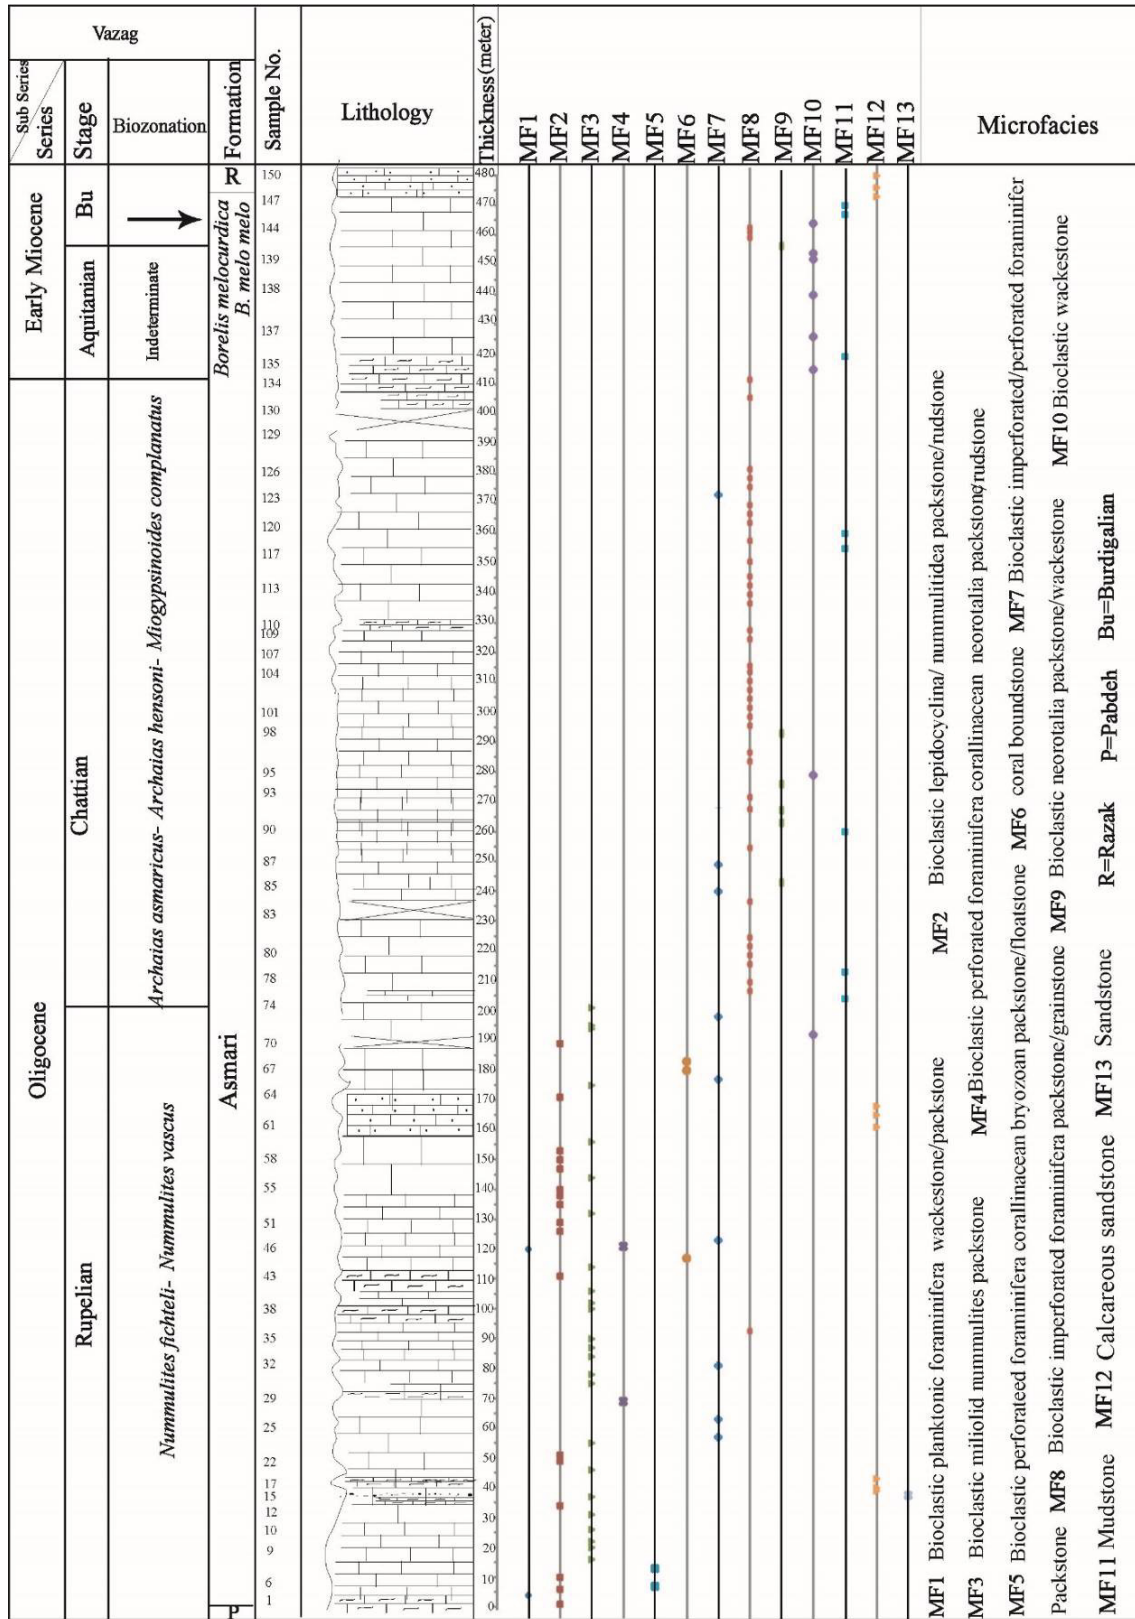 Vazag
Sub Series
Series
Stage
Biozonation
Formation
Sample No.
Lithology
Thickness(meter)
MF1
MF2
MF3
MF4
MF5
MF6
MF7
MF8
MF9
MF10
MF11
MF12
MF13
Microfacies
Early Miocene
Oligocene
Bu
Aquitanian
Chattian
Rupelian
Indeterminate
Archaias asmaricus- Archaias hensoni- Miogypsinoides complanatus
Nummulites fichteli- Nummulites vascus
R
Borelis melocurdica
B. melo melo
Asmari
P
150
147
144
139
138
137
135
134
130
129
126
123
120
117
113
110
109
107
104
101
98
95
93
90
87
85
83
80
78
74
70
67
64
61
58
55
51
46
43
38
35
32
29
25
22
17
15
12
10
9
6
1
480
470
460
450
440
430
420
410
400
390
380
370
360
350
340
330
320
310
300
290
280
270
260
250
240
230
220
210
200
190
180
170
160
150
140
130
120
110
100
90
80
70
60
50
40
30
20
10
0
MF1 Bioclastic planktonic foraminifera wackestone/packstone MF2 Bioclastic lepidocyclina/ nummulitidea packstone/rudstone
MF3 Bioclastic miliolid nummulites packstone MF4Bioclastic perforated foraminifera corallinacean neorotalia packstone/rudstone
MF5 Bioclastic perforated foraminifera corallinacean bryozoan packstone/floatstone MF6 coral boundstone MF7 Bioclastic imperforated/perforated foraminifer
Packstone MF8 Bioclastic imperforated foraminifera packstone/grainstone MF9 Bioclastic neorotalia packstone/wackestone MF10 Bioclastic wackestone
MF11 Mudstone MF12 Calcareous sandstone MF13 Sandstone R=Razak P=Pabdeh Bu=Burdigalian